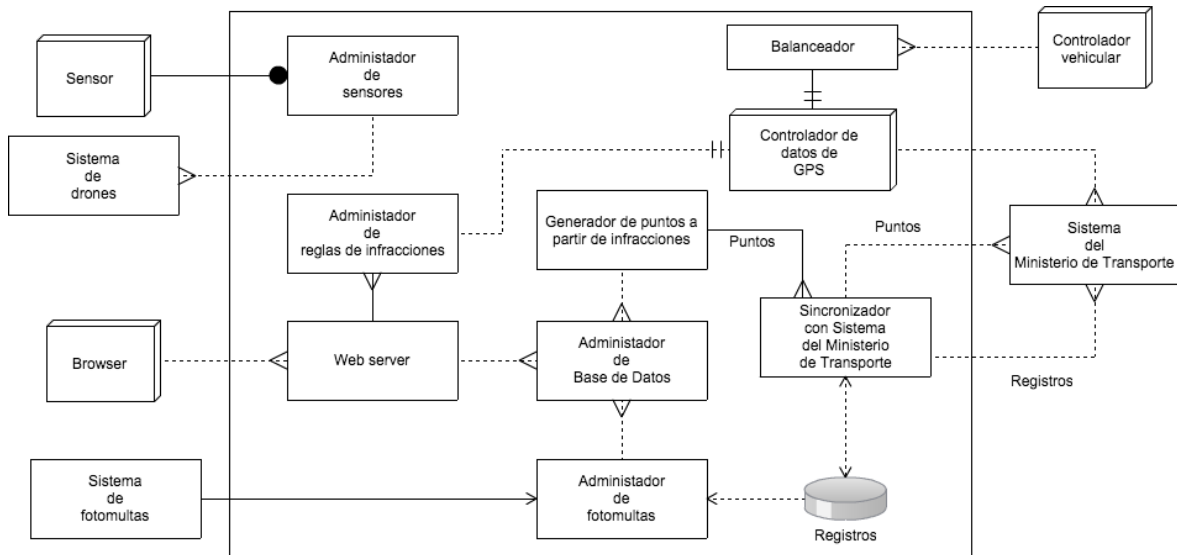 Sensor
Administador
de
sensores
Balanceador
Controlador
vehicular
Sistema
de
drones
Controlador de
datos de
GPS
Administador
de
reglas de infracciones
Generador de puntos a
partir de infracciones
Puntos
Puntos
Sistema
del
Ministerio de Transporte
Browser
Web server
Administador
de
Base de Datos
Sincronizador
con Sistema
del Ministerio
de Transporte
Registros
Sistema
de
fotomultas
Administador
de
fotomultas
Registros